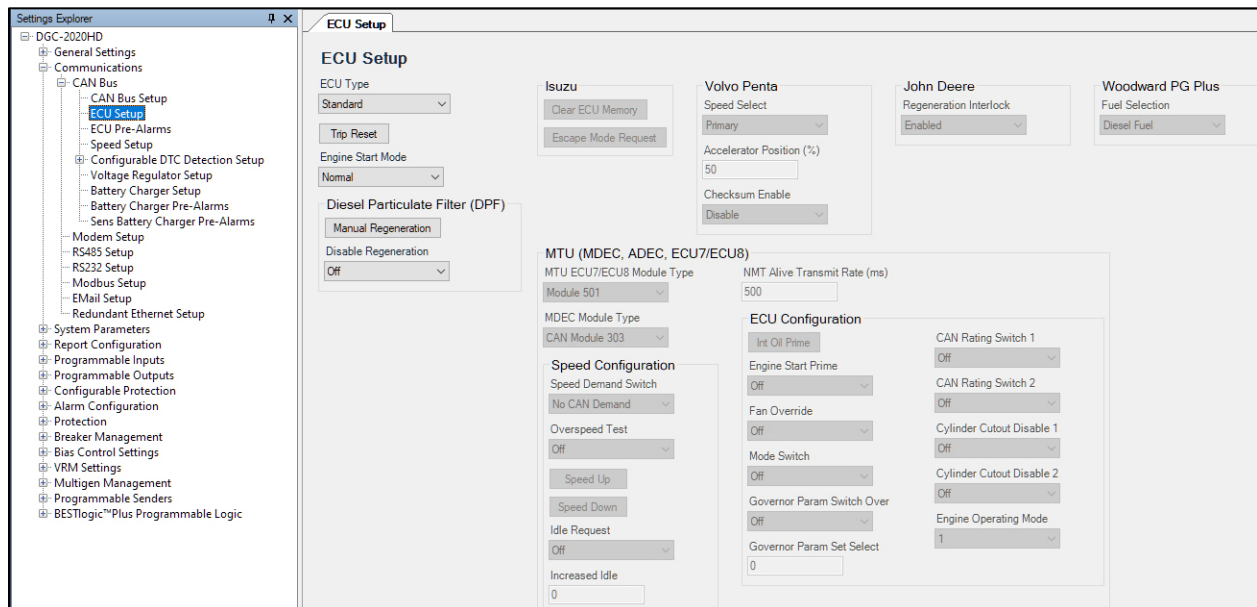 Settings Explorer
DGC-2020HD
General Settings
Communications
CAN Bus
CAN Bus Setup
ECU Setup
ECU Pre-Alarms
Speed Setup
Configurable DTC Detection Setup
Voltage Regulator Setup
Battery Charger Setup
Battery Charger Pre-Alarms
Sens Battery Charger Pre-Alarms
Modem Setup
RS485 Setup
RS232 Setup
Modbus Setup
EMail Setup
Redundant Ethernet Setup
System Parameters
Report Configuration
Programmable Inputs
Programmable Outputs
Configurable Protection
Alarm Configuration
Protection
Breaker Management
Bias Control Settings
VRM Settings
Multigen Management
Programmable Senders
BESTlogic™Plus Programmable Logic
ECU Setup
ECU Setup
ECU Type
Standard
Trip Reset
Engine Start Mode
Normal
Diesel Particulate Filter (DPF)
Manual Regeneration
Disable Regeneration
Off
Isuzu
Clear ECU Memory
Escape Mode Request
Volvo Penta
Speed Select
Primary
Accelerator Position (%)
50
Checksum Enable
Disable
John Deere
Regeneration Interlock
Enabled
Woodward PG Plus
Fuel Selection
Diesel Fuel
MTU (MDEC, ADEC, ECU7/ECU8)
MTU ECU7/ECU8 Module Type
Module 501
MDEC Module Type
CAN Module 303
Speed Configuration
Speed Demand Switch
No CAN Demand
Overspeed Test
Off
Speed Up
Speed Down
Idle Request
Off
Increased Idle
0
NMT Alive Transmit Rate (ms)
500
ECU Configuration
Int Oil Prime
Engine Start Prime
Off
Fan Override
Off
Mode Switch
Off
Governor Param Switch Over
Off
Governor Param Set Select
0
CAN Rating Switch 1
Off
CAN Rating Switch 2
Off
Cylinder Cutout Disable 1
Off
Cylinder Cutout Disable 2
Off
Engine Operating Mode
1